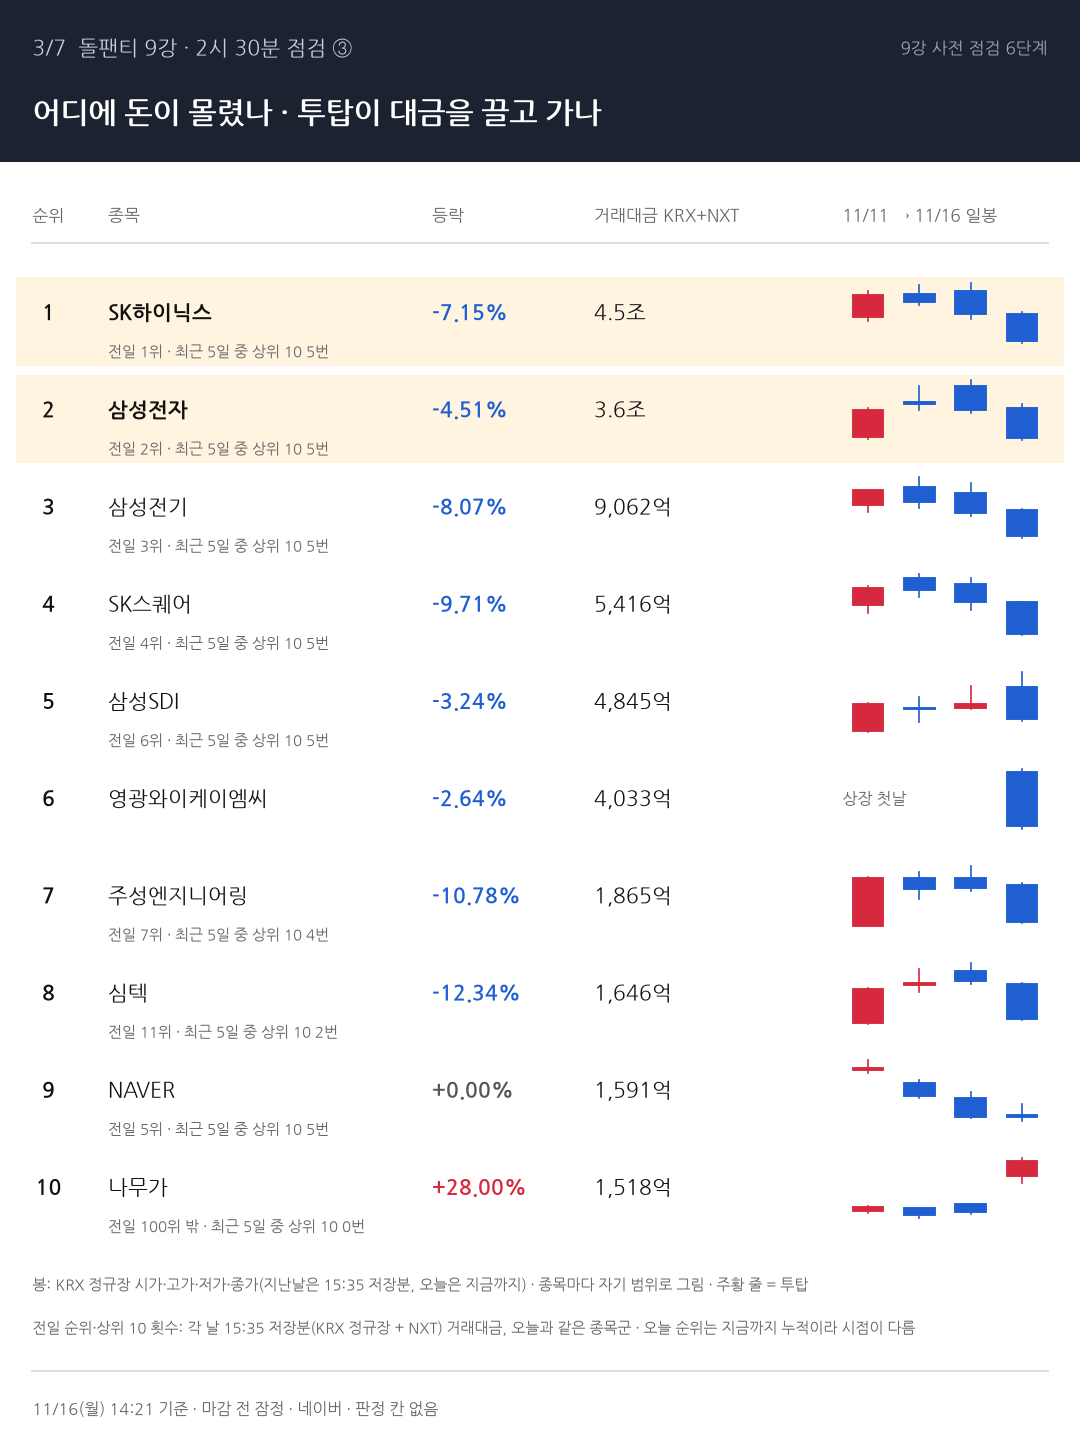 3/7 돌팬티 9강 · 2시 30분 점검 ③
9강 사전 점검 6단계
어디에 돈이 몰렸나 · 투탑이 대금을 끌고 가나
순위 종목 등락 거래대금 KRX+NXT 11/11 → 11/16 일봉
1 SK하이닉스 -7.15% 4.5조
전일 1위 · 최근 5일 중 상위 10 5번
2 삼성전자 -4.51% 3.6조
전일 2위 · 최근 5일 중 상위 10 5번
3 삼성전기 -8.07% 9,062억
전일 3위 · 최근 5일 중 상위 10 5번
4 SK스퀘어 -9.71% 5,416억
전일 4위 · 최근 5일 중 상위 10 5번
5 삼성SDI -3.24% 4,845억
전일 6위 · 최근 5일 중 상위 10 5번
6 영광와이케이엠씨 -2.64% 4,033억 상장 첫날
7 주성엔지니어링 -10.78% 1,865억
전일 7위 · 최근 5일 중 상위 10 4번
8 심텍 -12.34% 1,646억
전일 11위 · 최근 5일 중 상위 10 2번
9 NAVER +0.00% 1,591억
전일 5위 · 최근 5일 중 상위 10 5번
10 나무가 +28.00% 1,518억
전일 100위 밖 · 최근 5일 중 상위 10 0번
봉: KRX 정규장 시가·고가·저가·종가(지난날은 15:35 저장분, 오늘은 지금까지) · 종목마다 자기 범위로 그림 · 주황 줄 = 투탑
전일 순위·상위 10 횟수: 각 날 15:35 저장분(KRX 정규장 + NXT) 거래대금, 오늘과 같은 종목군 · 오늘 순위는 지금까지 누적이라 시점이 다름
11/16(월) 14:21 기준 · 마감 전 잠정 · 네이버 · 판정 칸 없음